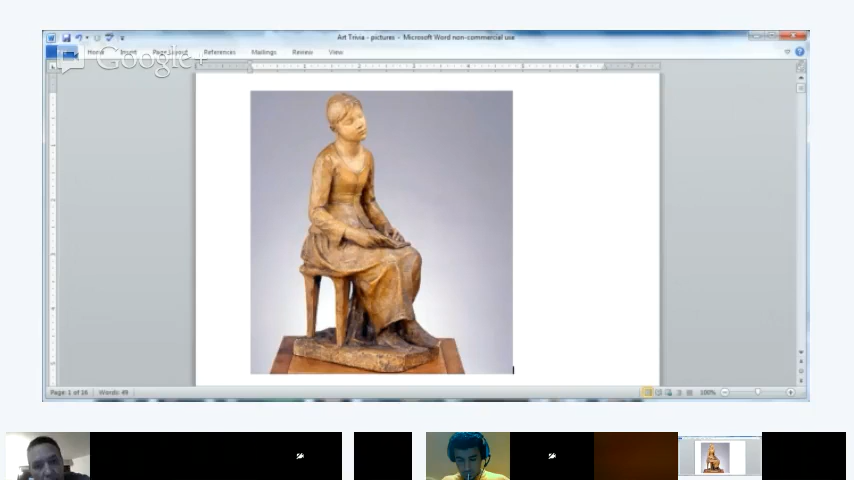 Art Trivia - pictures - Microsoft Word non-commercial use
Home Insert Page Layout References Mailings Review View
Google+
Page: 1 of 16 Words: 49 100%